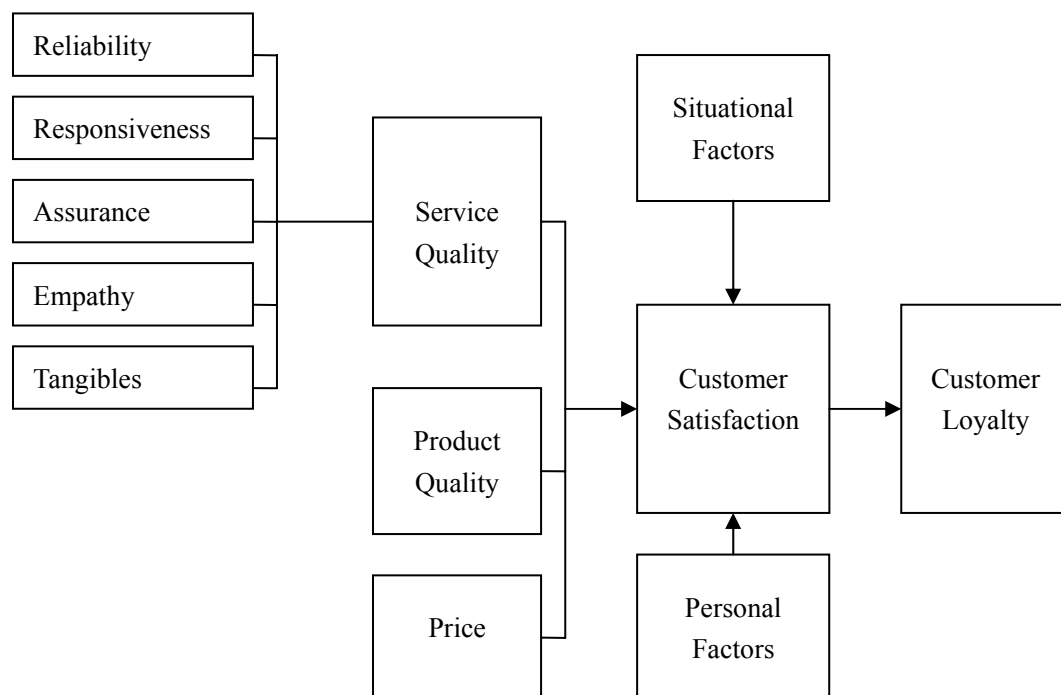 Reliability
Responsiveness
Assurance
Empathy
Tangibles
Service
Quality
Product
Quality
Price
Situational
Factors
Customer
Satisfaction
Personal
Factors
Customer
Loyalty